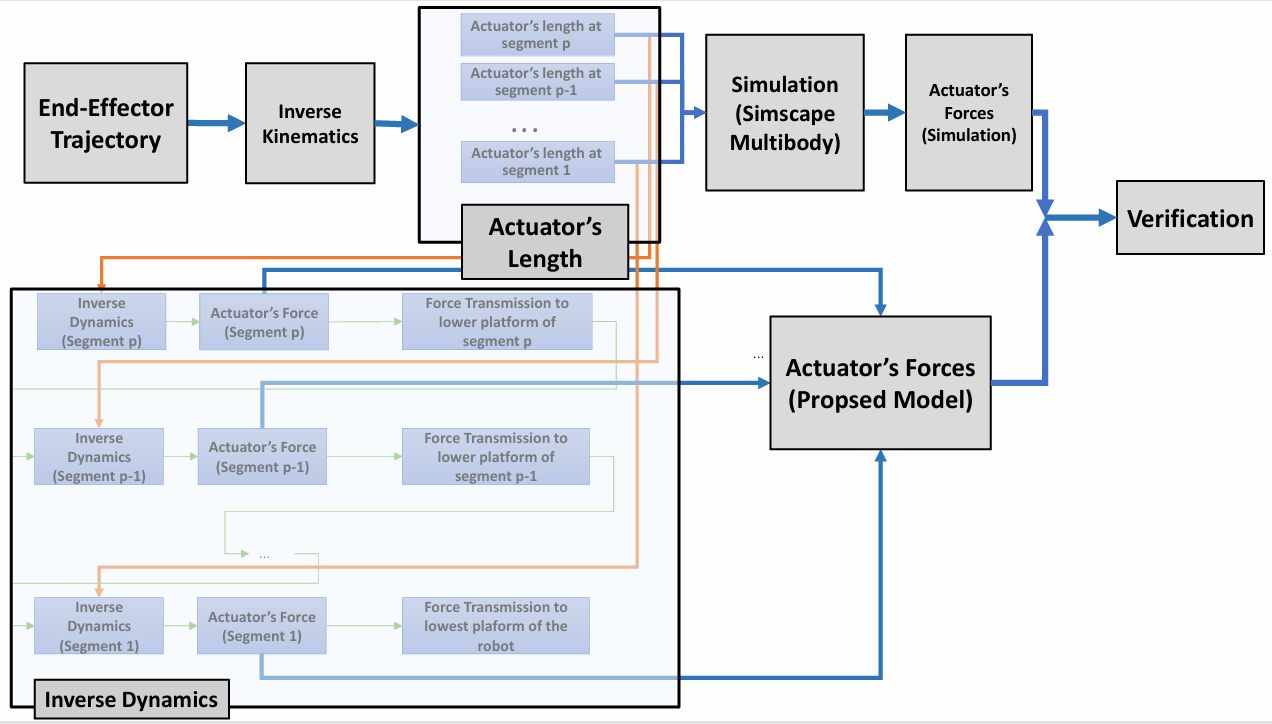 End-Effector
Trajectory
Inverse
Kinematics
Actuator's length at
segment p
Actuator's length at
segment p-1
...
Actuator's length at
segment 1
Actuator's
Length
Simulation
(Simscape
Multibody)
Actuator's
Forces
(Simulation)
Verification
Inverse
Dynamics
(Segment p)
Actuator's Force
(Segment p)
Force Transmission to
lower platform of
segment p
...
Actuator's Forces
(Propsed Model)
Inverse
Dynamics
(Segment p-1)
Actuator's Force
(Segment p-1)
Force Transmission to
lower platform of
segment p-1
...
Inverse
Dynamics
(Segment 1)
Actuator's Force
(Segment 1)
Force Transmission to
lowest plaform of the
robot
Inverse Dynamics